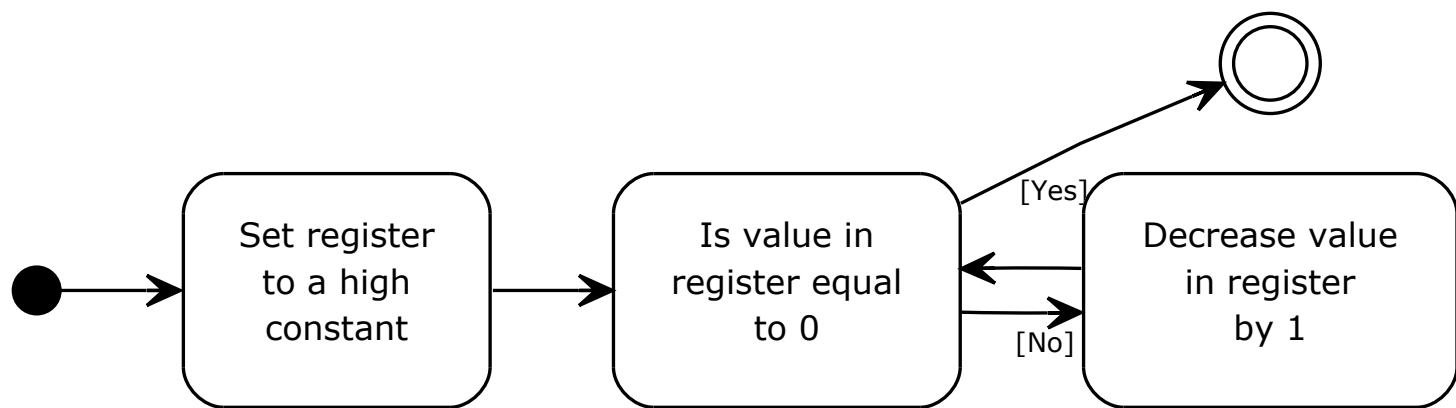 Set register
to a high
constant
Is value in
register equal
to 0
[Yes]
[No]
Decrease value
in register
by 1